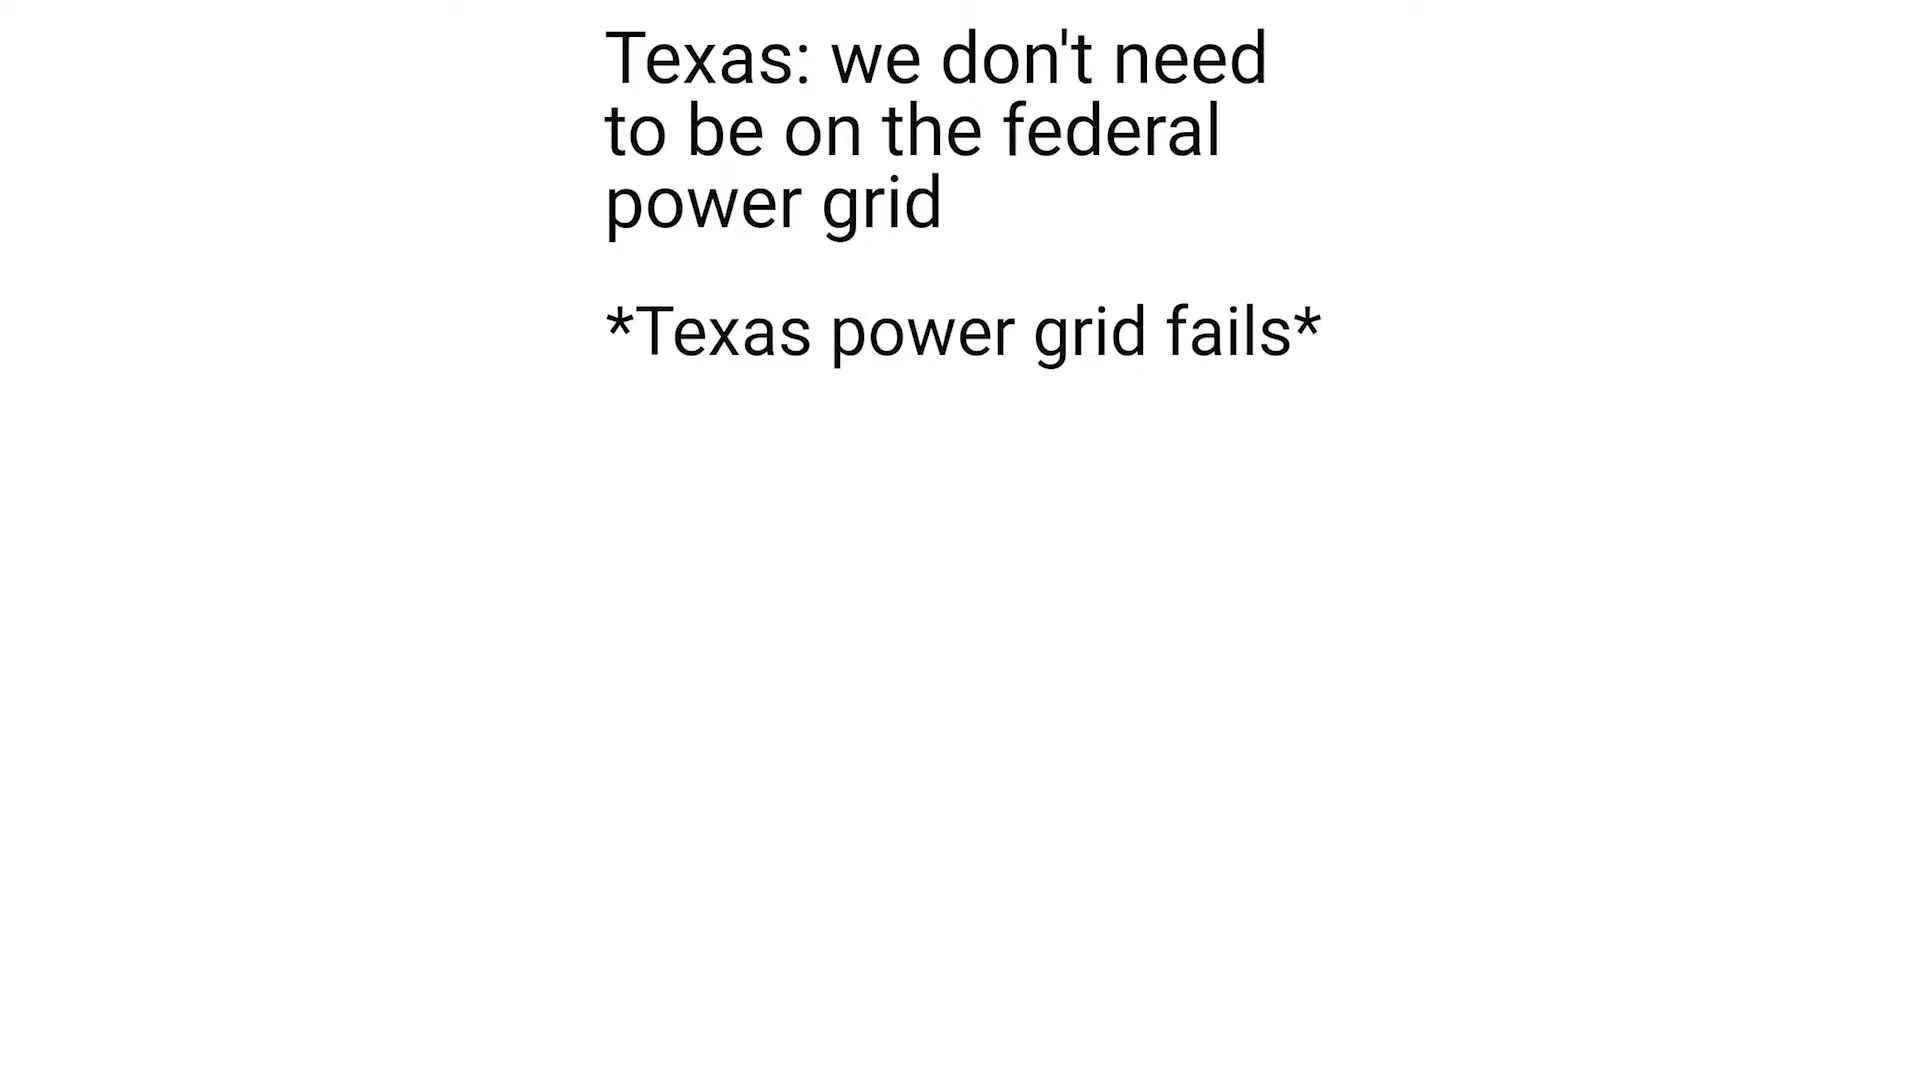 Texas: we don't need
to be on the federal
power grid
*Texas power grid fails*